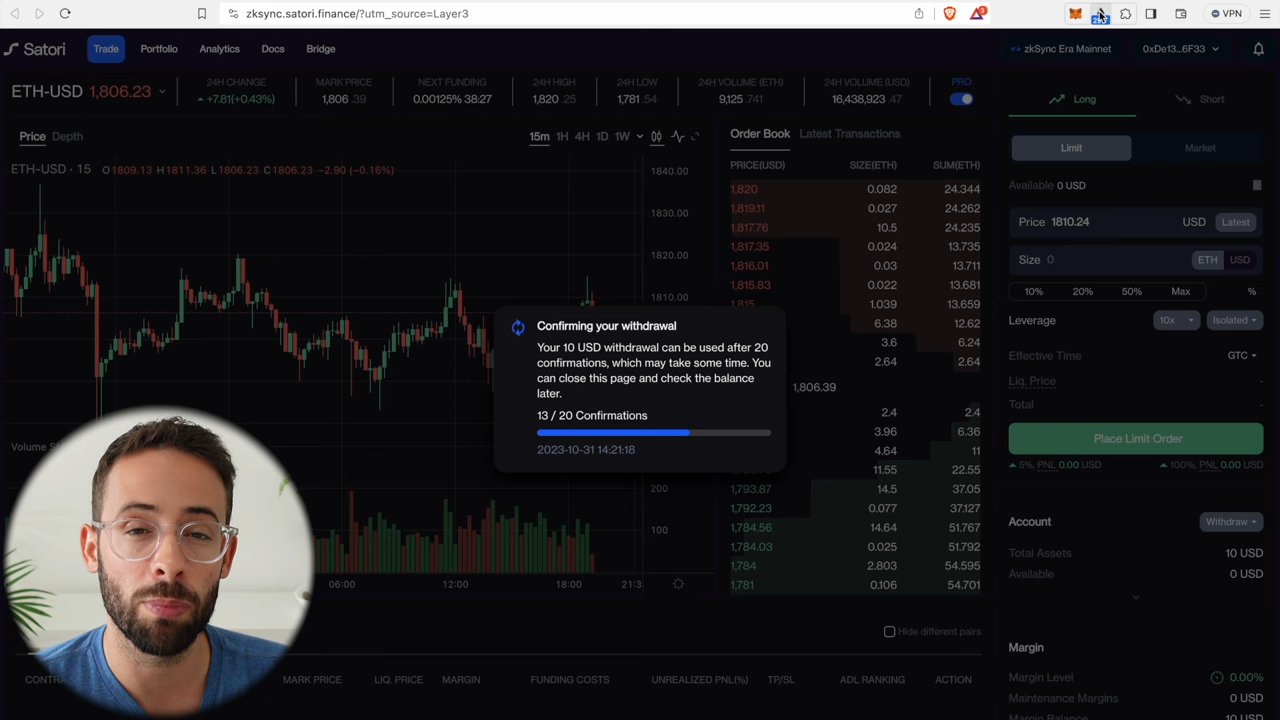 zksync.satori.finance/?utm_source=Layer3
VPN
Satori
Trade
Portfolio
Analytics
Docs
Bridge
zkSync Era Mainnet
0xDe13...6F33
ETH-USD 1,806.23
24H CHANGE
+7.81(+0.43%)
MARK PRICE
1,806.39
NEXT FUNDING
0.00125% 38:27
24H HIGH
1,820.25
24H LOW
1,781.54
24H VOLUME (ETH)
9,125.741
24H VOLUME (USD)
16,438,923.47
PRO
Price Depth
15m 1H 4H 1D 1W
ETH-USD · 15 O1809.13 H1811.36 L1806.23 C1806.23 −2.90 (−0.16%)
1840.00
1830.00
1820.00
1810.00
200
100
06:00 12:00 18:00 21:3
Order Book Latest Transactions
PRICE(USD) SIZE(ETH) SUM(ETH)
1,820 0.082 24.344
1,819.11 0.027 24.262
1,817.76 10.5 24.235
1,817.35 0.024 13.735
1,816.01 0.03 13.711
1,815.83 0.022 13.681
1,815 1.039 13.659
6.38 12.62
3.6 6.24
2.64 2.64
1,806.39
2.4 2.4
3.96 6.36
4.64 11
11.55 22.55
1,793.87 14.5 37.05
1,792.23 0.077 37.127
1,784.56 14.64 51.767
1,784.03 0.025 51.792
1,784 2.803 54.595
1,781 0.106 54.701
Confirming your withdrawal
Your 10 USD withdrawal can be used after 20
confirmations, which may take some time. You
can close this page and check the balance
later.
13 / 20 Confirmations
2023-10-31 14:21:18
Long
Short
Limit
Market
Available 0 USD
Price 1810.24 USD Latest
Size 0 ETH USD
10% 20% 50% Max %
Leverage 10x Isolated
Effective Time GTC
Liq. Price -
Total -
Place Limit Order
5%, PNL 0.00 USD 100%, PNL 0.00 USD
Account Withdraw
Total Assets 10 USD
Available 0 USD
Margin
Margin Level 0.00%
Maintenance Margins 0 USD
Margin Balance 10 USD
Hide different pairs
MARK PRICE LIQ. PRICE MARGIN FUNDING COSTS UNREALIZED PNL(%) TP/SL ADL RANKING ACTION